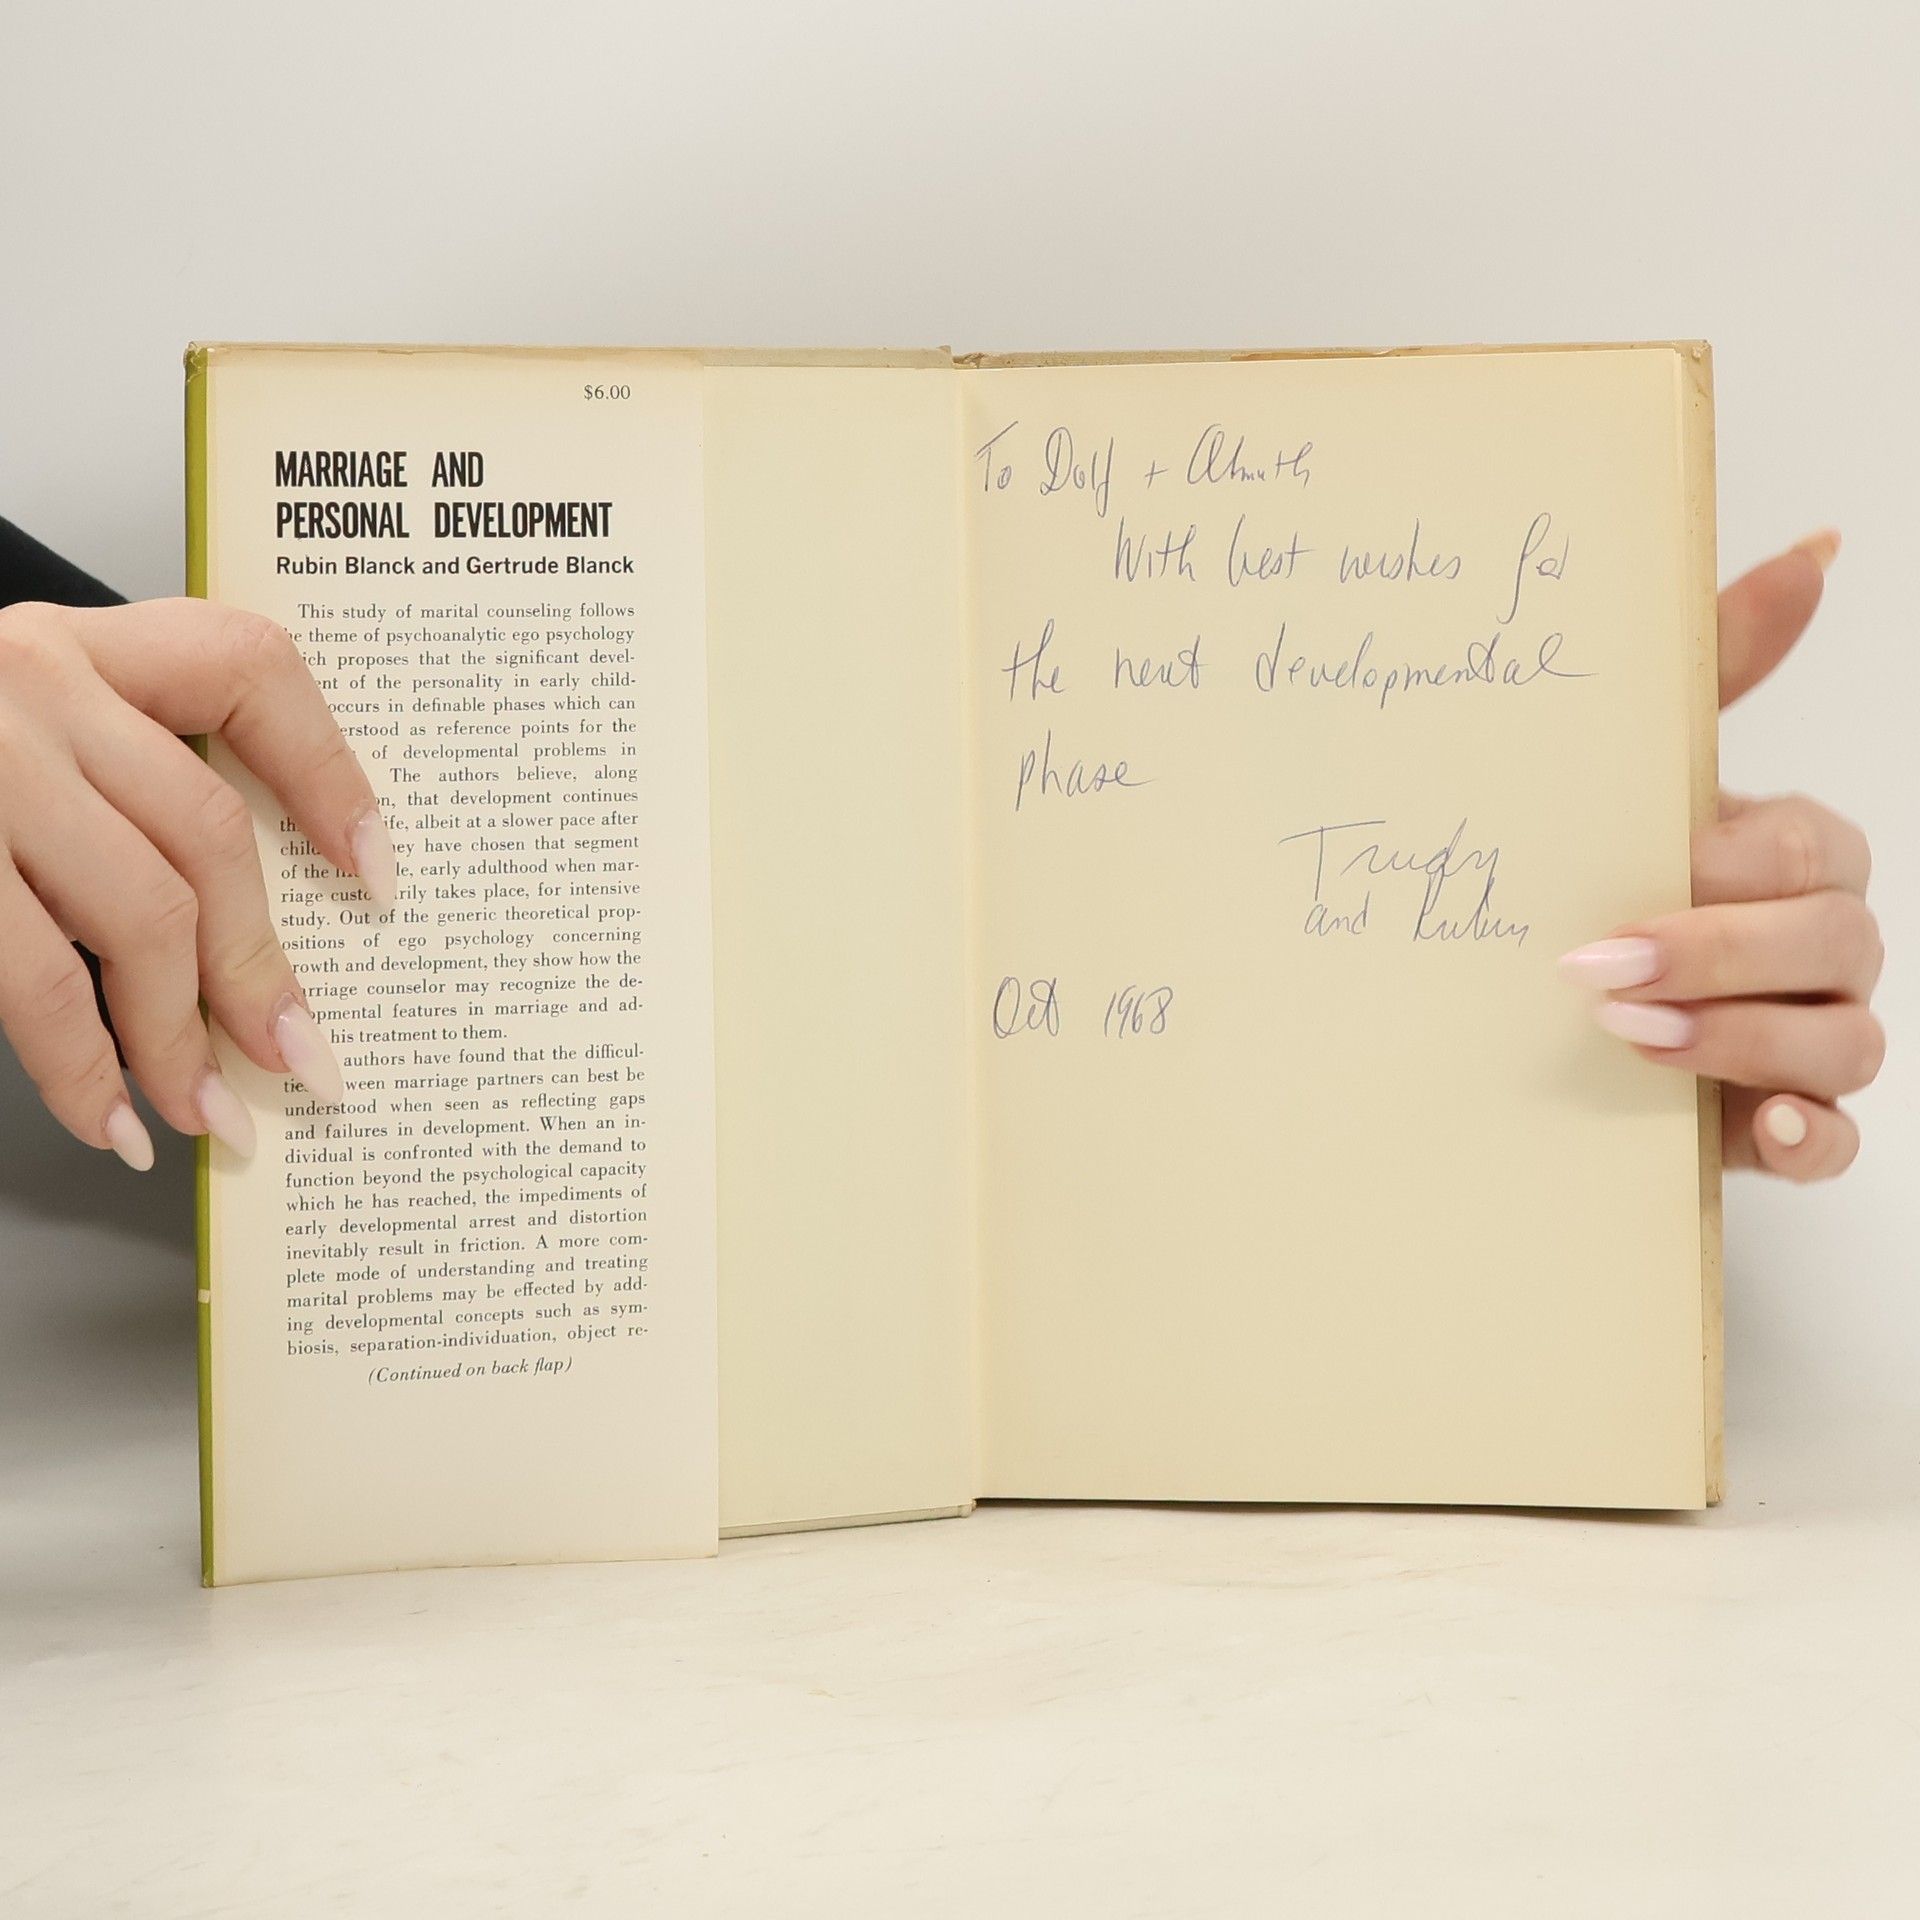 $6.00
MARRIAGE AND
PERSONAL DEVELOPMENT
Rubin Blanck and Gertrude Blanck
This study of marital counseling follows
theme of psychoanalytic ego psychology
proposes that the significant devel-
of the personality in early child-
occurs in definable phases which can
as reference points for the
of developmental problems in
The authors believe, along
that development continues
albeit at a slower pace after
have chosen that segment
of the early adulthood when mar-
riage takes place, for intensive
study. Out of the generic theoretical prop-
ositions of ego psychology concerning
growth and development, they show how the
marriage counselor may recognize the de-
features in marriage and ad-
his treatment to them.
authors have found that the difficul-
marriage partners can best be
understood when seen as reflecting gaps
and failures in development. When an in-
dividual is confronted with the demand to
function beyond the psychological capacity
which he has reached, the impediments of
early developmental arrest and distortion
inevitably result in friction. A more com-
plete mode of understanding and treating
marital problems may be effected by add-
ing developmental concepts such as sym-
biosis, separation-individuation, object re-
(Continued on back flap)
To Dolf + Almuth
With best wishes for
the next developmental
phase
Trudy
and Rubin
Oct 1968